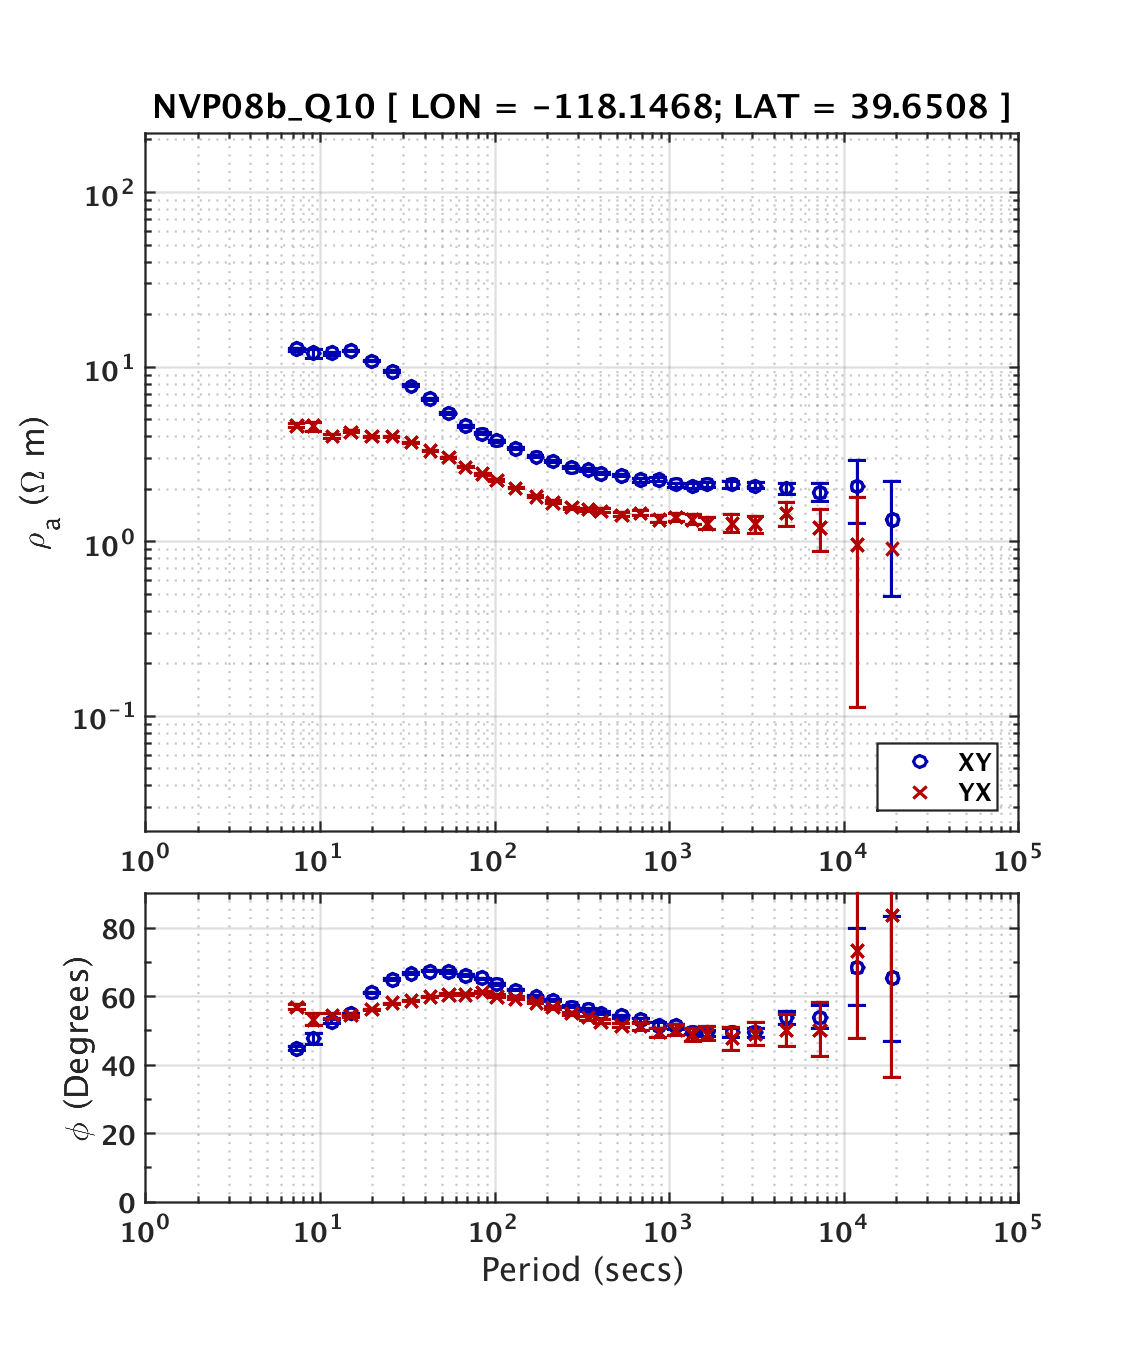 NVP08b_Q10 [ LON = -118.1468; LAT = 39.6508 ]
10²
10¹
10⁰
10⁻¹
ρₐ (Ω m)
XY
YX
10⁰ 10¹ 10² 10³ 10⁴ 10⁵
80
60
40
20
0
ϕ (Degrees)
10⁰ 10¹ 10² 10³ 10⁴ 10⁵
Period (secs)